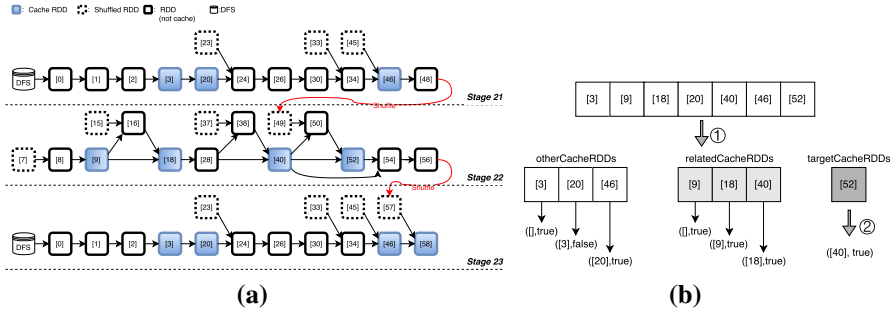 Cache RDD Shuffled RDD RDD DFS
(not cache)
[23] [33] [45]
DFS [0] [1] [2] [3] [20] [24] [26] [30] [34] [46] [48]
Stage 21
Shuffle
[15] [16] [37] [38] [49] [50]
[7] [8] [9] [18] [28] [40] [52] [54] [56]
Stage 22
Shuffle
[23] [33] [45] [57]
DFS [0] [1] [2] [3] [20] [24] [26] [30] [34] [46] [58]
Stage 23
(a)
[3] [9] [18] [20] [40] [46] [52]
①
otherCacheRDDs relatedCacheRDDs targetCacheRDDs
[3] [20] [46] [9] [18] [40] [52]
②
([],true) ([],true)
([3],false) ([9],true) ([40], true)
([20],true) ([18],true)
(b)